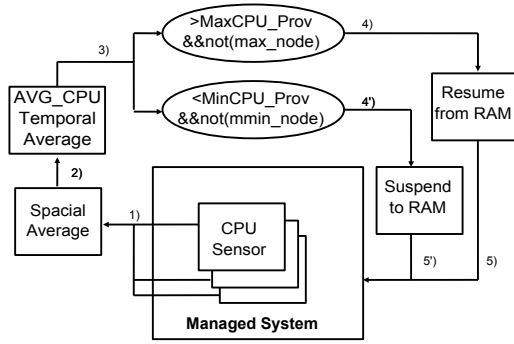 >MaxCPU_Prov
&&not(max_node)
3)
4)
AVG_CPU
Temporal
Average
<MinCPU_Prov
&&not(mmin_node)
4')
Resume
from RAM
2)
Spacial
Average
1)
CPU
Sensor
Suspend
to RAM
5')
5)
Managed System